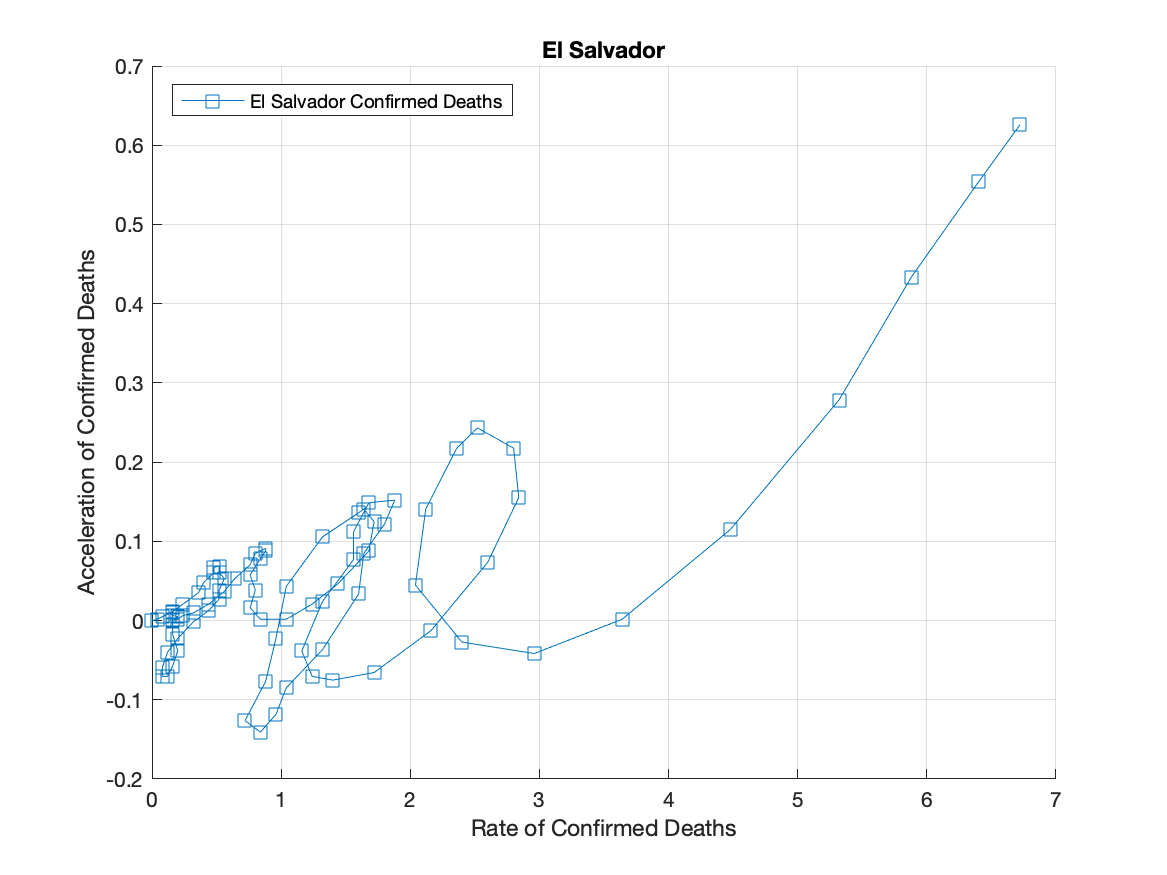 El Salvador
El Salvador Confirmed Deaths
0.7
0.6
0.5
0.4
0.3
0.2
0.1
0
-0.1
-0.2
Acceleration of Confirmed Deaths
0 1 2 3 4 5 6 7
Rate of Confirmed Deaths